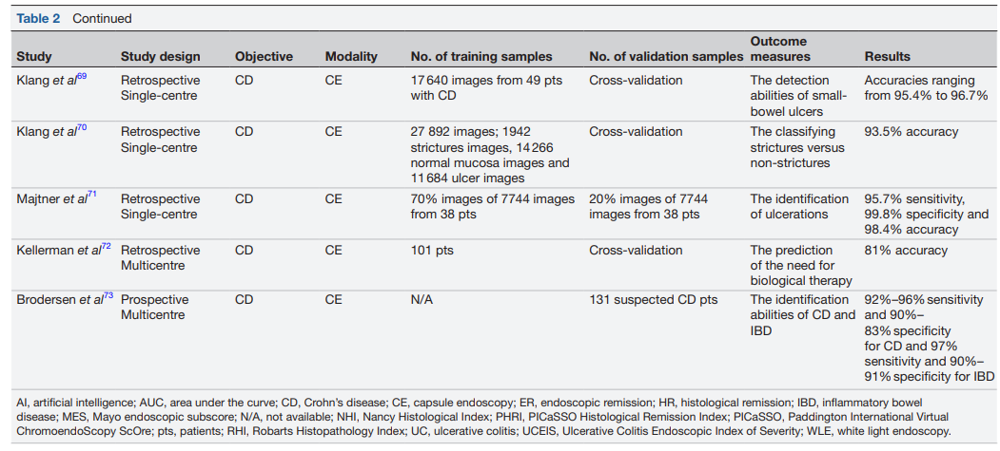 Table 2 Continued
Study Study design Objective Modality No. of training samples No. of validation samples Outcome measures Results
Klang et al69 Retrospective Single-centre CD CE 17 640 images from 49 pts with CD Cross-validation The detection abilities of small-bowel ulcers Accuracies ranging from 95.4% to 96.7%
Klang et al70 Retrospective Single-centre CD CE 27 892 images; 1942 strictures images, 14 266 normal mucosa images and 11 684 ulcer images Cross-validation The classifying strictures versus non-strictures 93.5% accuracy
Majtner et al71 Retrospective Single-centre CD CE 70% images of 7744 images from 38 pts 20% images of 7744 images from 38 pts The identification of ulcerations 95.7% sensitivity, 99.8% specificity and 98.4% accuracy
Kellerman et al72 Retrospective Multicentre CD CE 101 pts Cross-validation The prediction of the need for biological therapy 81% accuracy
Brodersen et al73 Prospective Multicentre CD CE N/A 131 suspected CD pts The identification abilities of CD and IBD 92%–96% sensitivity and 90%–83% specificity for CD and 97% sensitivity and 90%–91% specificity for IBD
AI, artificial intelligence; AUC, area under the curve; CD, Crohn's disease; CE, capsule endoscopy; ER, endoscopic remission; HR, histological remission; IBD, inflammatory bowel
disease; MES, Mayo endoscopic subscore; N/A, not available; NHI, Nancy Histological Index; PHRI, PICaSSO Histological Remission Index; PICaSSO, Paddington International Virtual
ChromoendoScopy ScOre; pts, patients; RHI, Robarts Histopathology Index; UC, ulcerative colitis; UCEIS, Ulcerative Colitis Endoscopic Index of Severity; WLE, white light endoscopy.